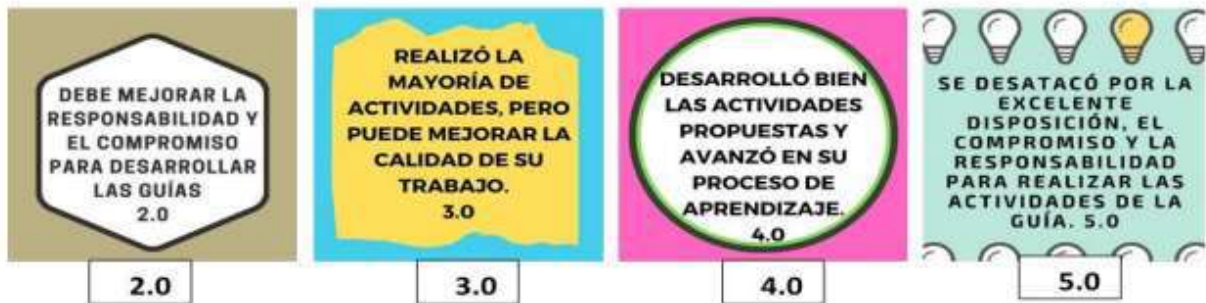 DEBE MEJORAR LA
RESPONSABILIDAD Y
EL COMPROMISO
PARA DESARROLLAR
LAS GUÍAS
2.0
2.0
REALIZÓ LA
MAYORÍA DE
ACTIVIDADES, PERO
PUEDE MEJORAR LA
CALIDAD DE SU
TRABAJO.
3.0
3.0
DESARROLLÓ BIEN
LAS ACTIVIDADES
PROPUESTAS Y
AVANZÓ EN SU
PROCESO DE
APRENDIZAJE.
4.0
4.0
SE DESATACÓ POR LA
EXCELENTE
DISPOSICIÓN, EL
COMPROMISO Y LA
RESPONSABILIDAD
PARA REALIZAR LAS
ACTIVIDADES DE LA
GUÍA. 5.0
5.0